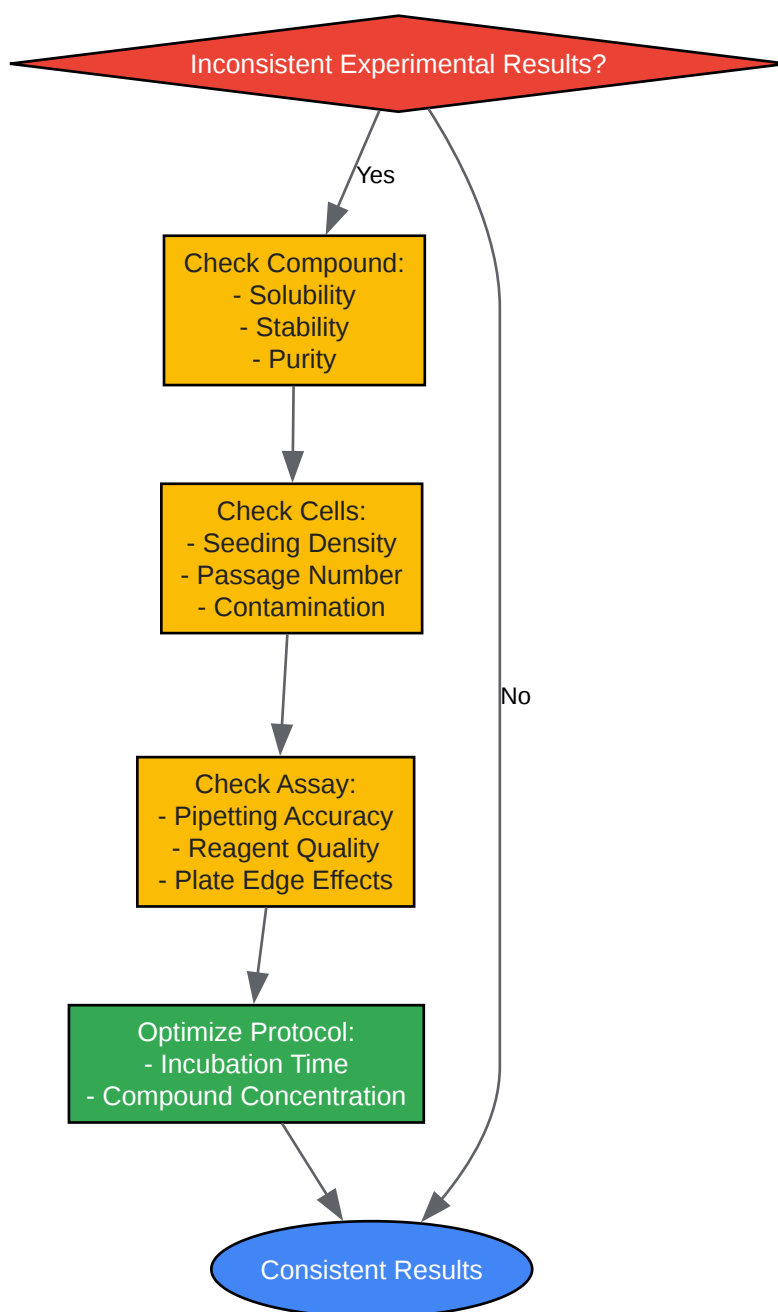 Inconsistent Experimental Results?
Yes
Check Compound:
- Solubility
- Stability
- Purity
Check Cells:
- Seeding Density
- Passage Number
- Contamination
No
Check Assay:
- Pipetting Accuracy
- Reagent Quality
- Plate Edge Effects
Optimize Protocol:
- Incubation Time
- Compound Concentration
Consistent Results